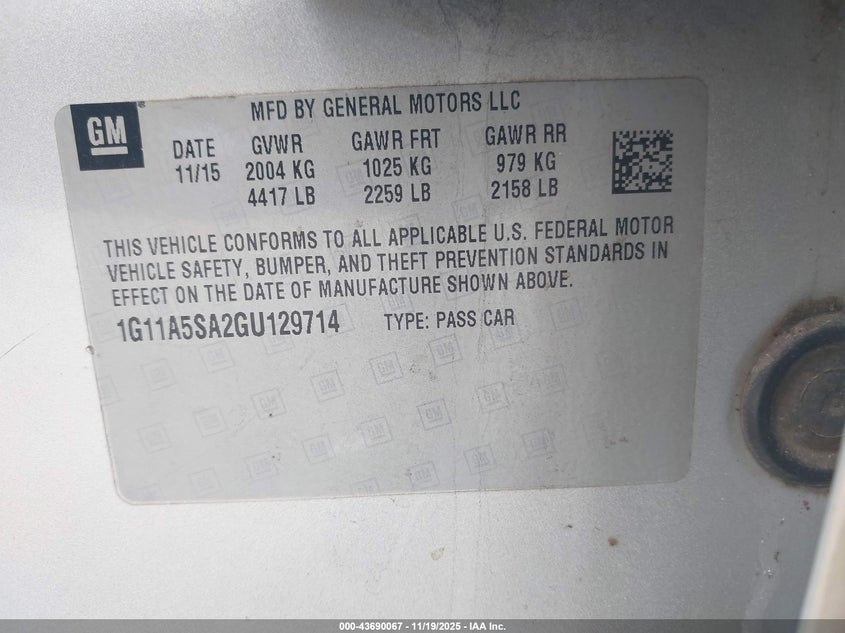 GM
MFD BY GENERAL MOTORS LLC
DATE GVWR GAWR FRT GAWR RR
11/15 2004 KG 1025 KG 979 KG
4417 LB 2259 LB 2158 LB
THIS VEHICLE CONFORMS TO ALL APPLICABLE U.S. FEDERAL MOTOR
VEHICLE SAFETY, BUMPER, AND THEFT PREVENTION STANDARDS IN
EFFECT ON THE DATE OF MANUFACTURE SHOWN ABOVE.
1G11A5SA2GU129714 TYPE: PASS CAR
000-43690067 - 11/19/2025 - IAA Inc.